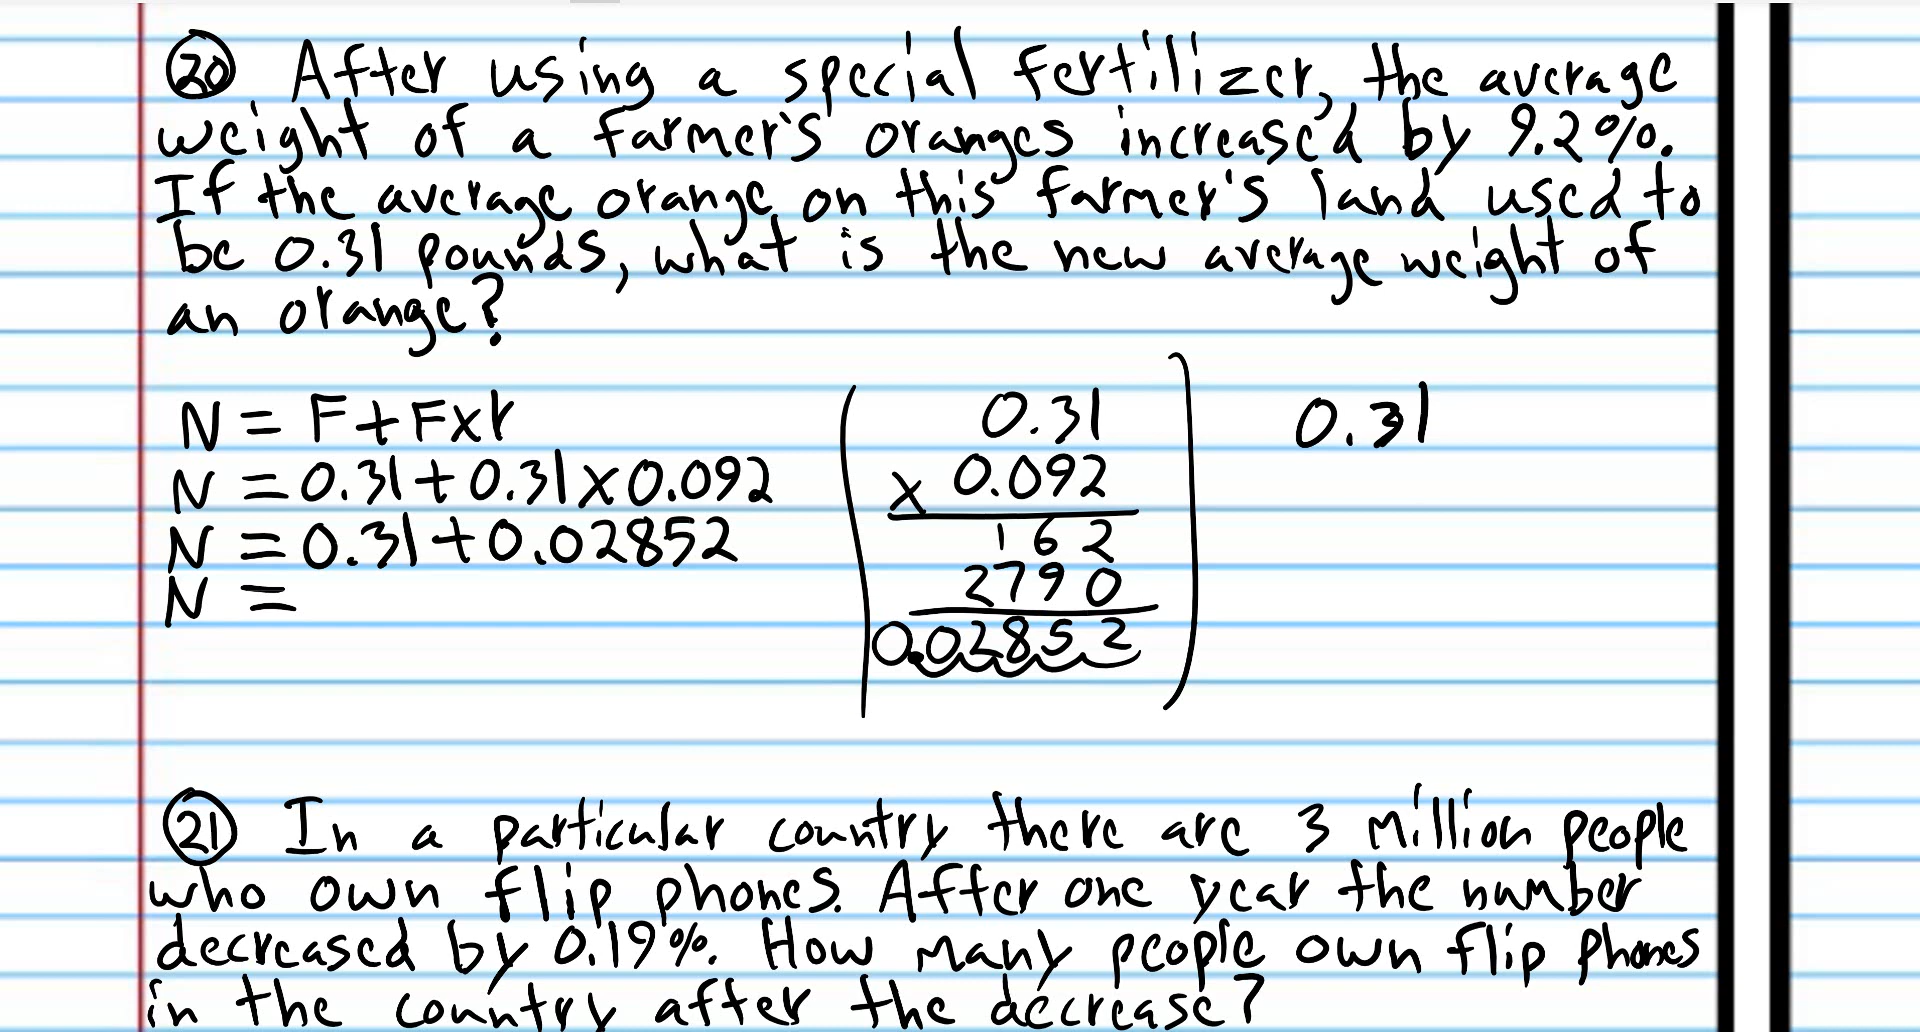 20 After using a special fertilizer, the average
weight of a farmer's oranges increased by 9.2%.
If the average orange on this farmer's land used to
be 0.31 pounds, what is the new average weight of
an orange?
N = F + F x r
N = 0.31 + 0.31 x 0.092
N = 0.31 + 0.02852
N =
0.31
x 0.092
162
2790
0.02852
0.31
21 In a particular country there are 3 million people
who own flip phones. After one year the number
decreased by 0.19%. How many people own flip phones
in the country after the decrease?